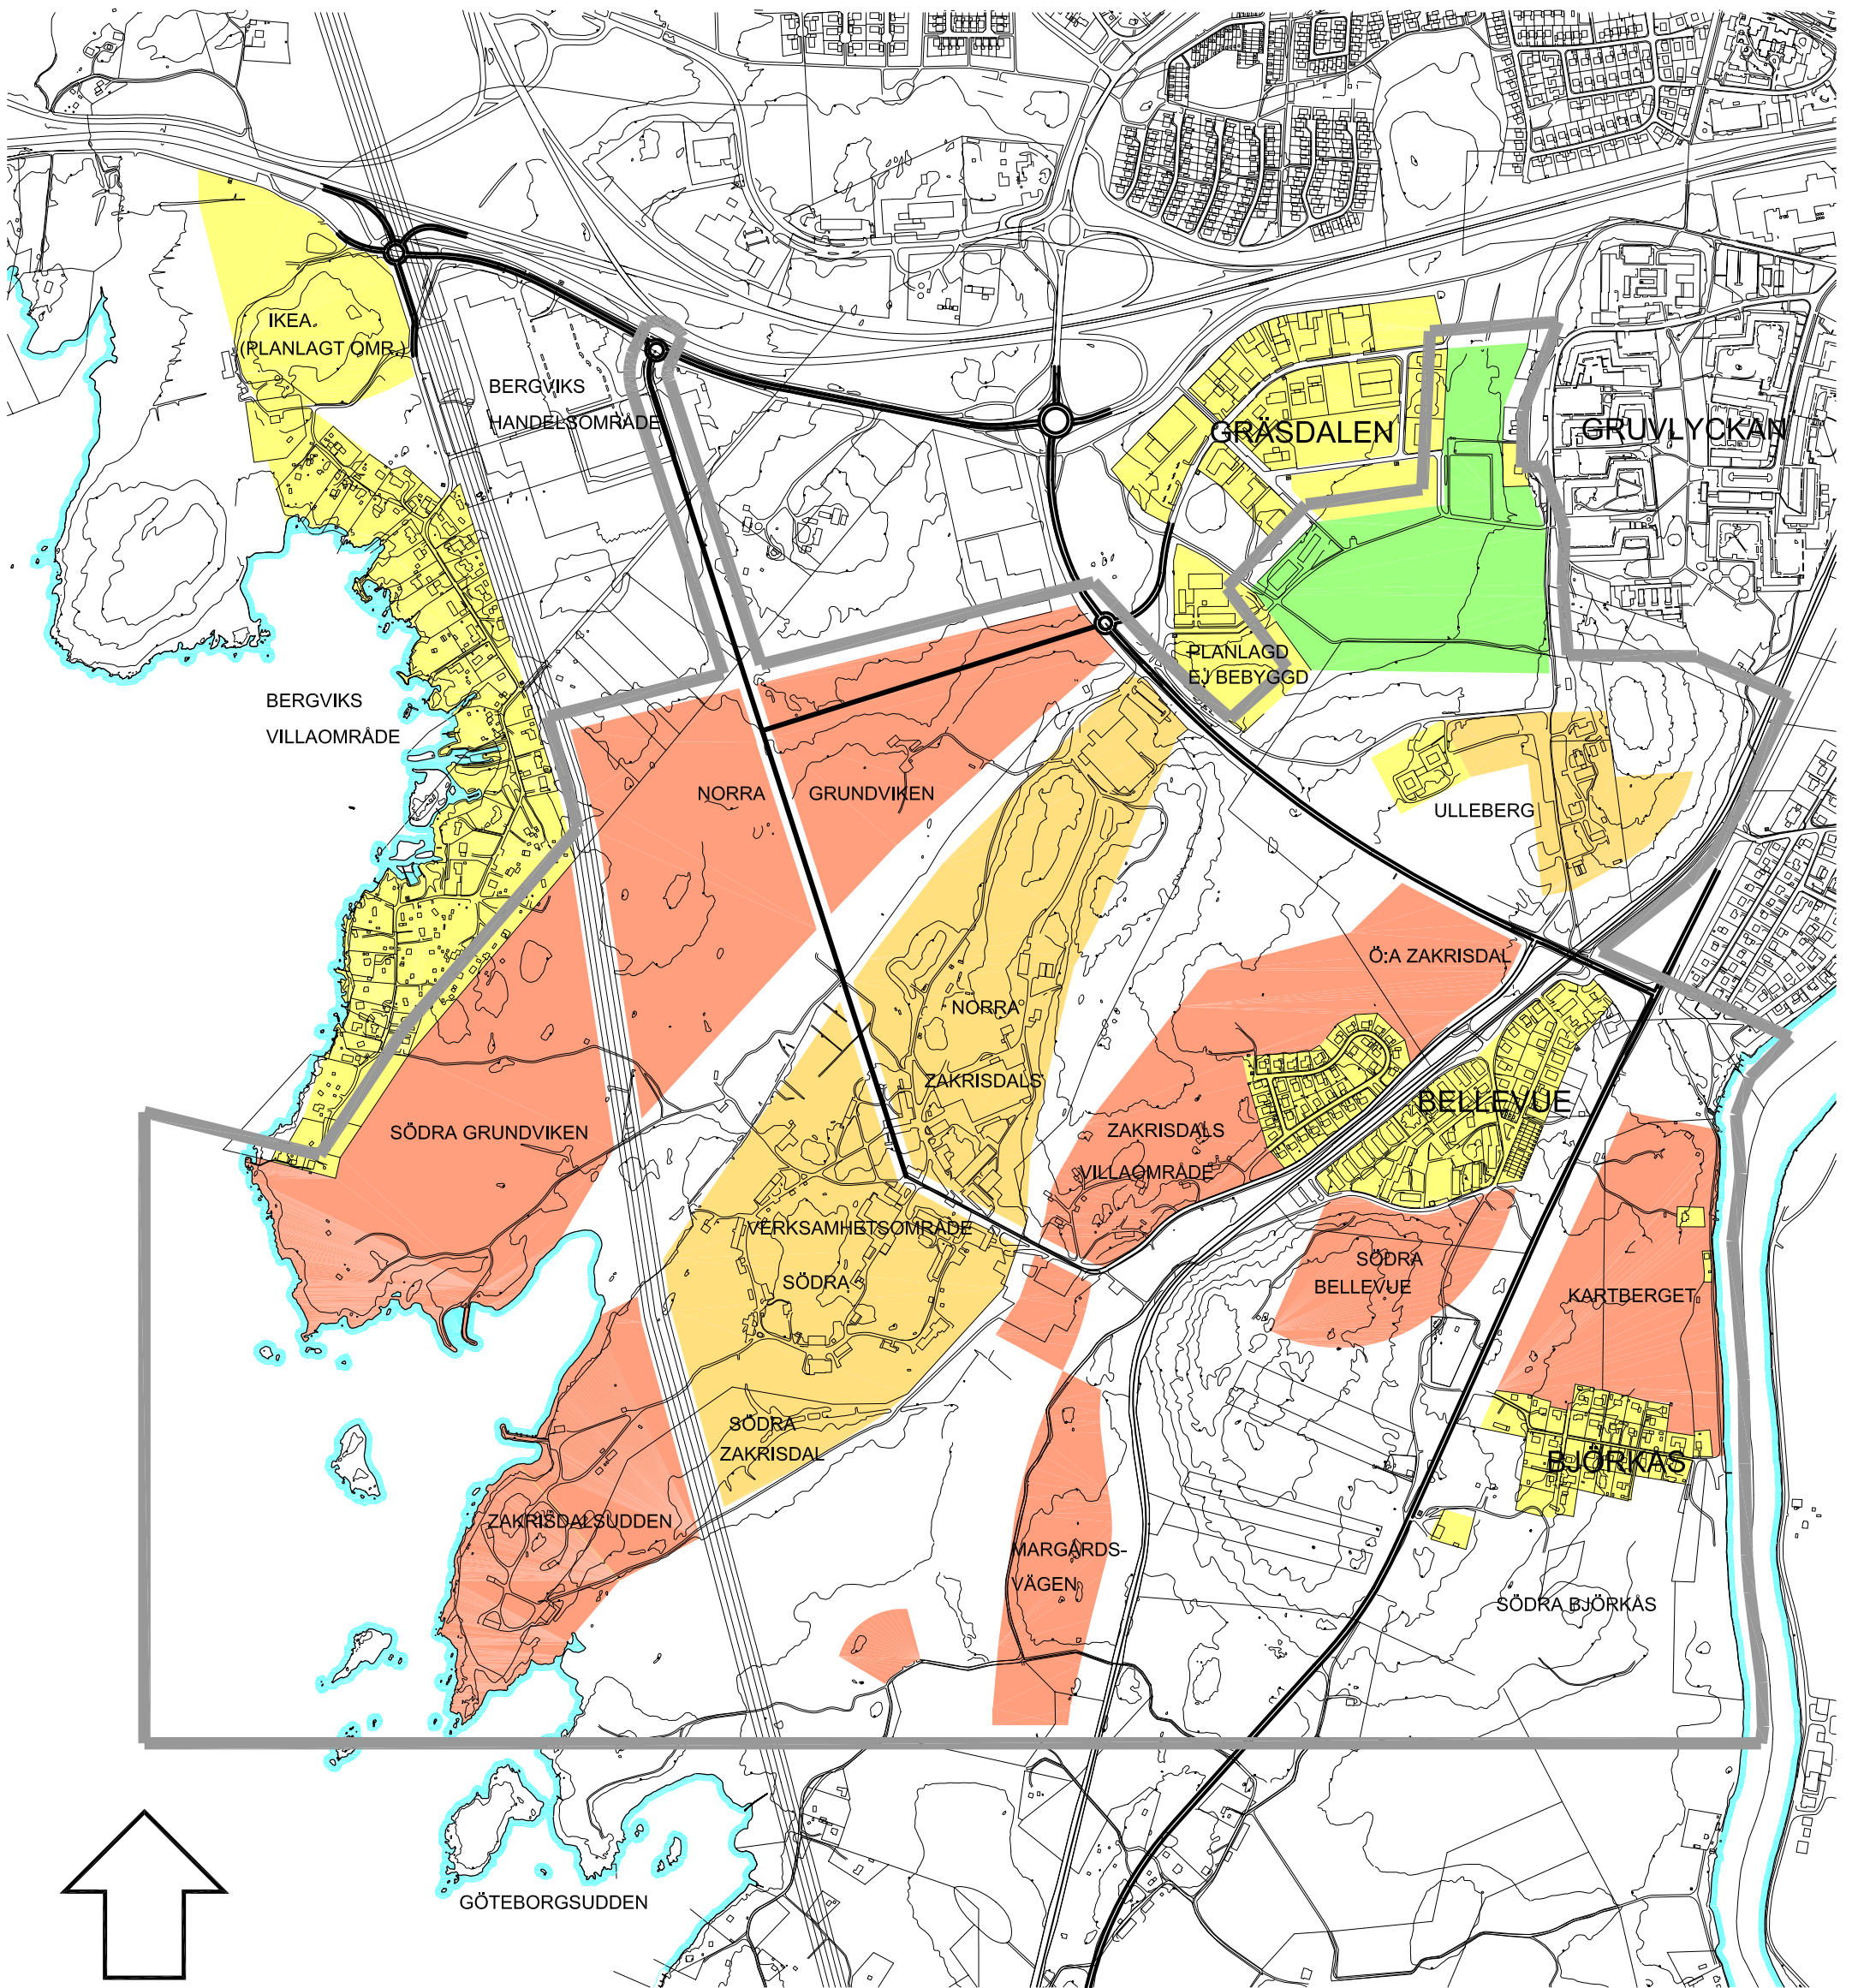 IKEA.
(PLANLAGT OMR.)
BERGVIKS
HANDELSOMRÅDE
GRÄSDALEN
GRUVLYCKAN
PLANLAGD
EJ BEBYGGD
BERGVIKS
VILLAOMRÅDE
NORRA GRUNDVIKEN
ULLEBERG
Ö:A ZAKRISDAL
NORRA
ZAKRISDALS
BELLEVUE
SÖDRA GRUNDVIKEN
ZAKRISDALS
VILLAOMRÅDE
VERKSAMHETSOMRÅDE
SÖDRA
SÖDRA
BELLEVUE
KARTBERGET
SÖDRA
ZAKRISDAL
BJÖRKÅS
ZAKRISDALSUDDEN
MARGÅRDS-
VÄGEN
SÖDRA BJÖRKÅS
GÖTEBORGSUDDEN